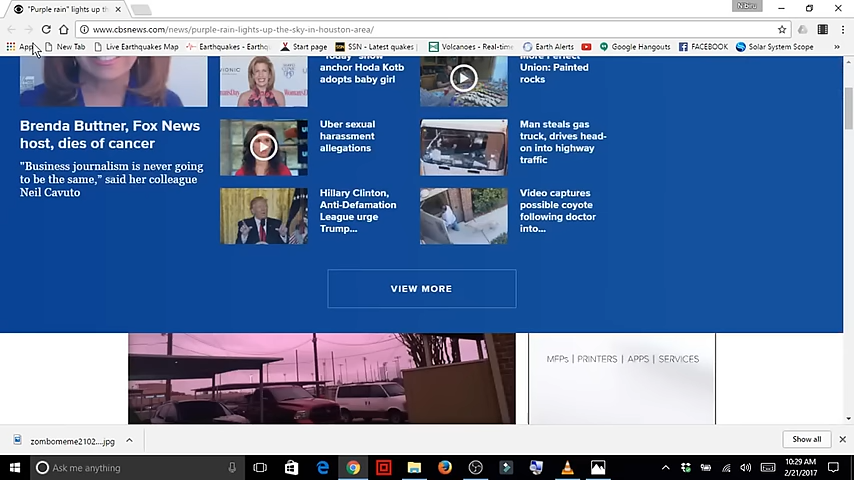 "Purple rain" lights up th
Nibiru
www.cbsnews.com/news/purple-rain-lights-up-the-sky-in-houston-area/
New Tab
Live Earthquakes Map
Earthquakes - Earthq
Start page
SSN - Latest quakes
Volcanoes - Real-time
Earth Alerts
Google Hangouts
FACEBOOK
Solar System Scope
Other bookmarks
anchor Hoda Kotb
adopts baby girl
Union: Painted
rocks
Brenda Buttner, Fox News
host, dies of cancer
"Business journalism is never going
to be the same," said her colleague
Neil Cavuto
Uber sexual
harassment
allegations
Man steals gas
truck, drives head-
on into highway
traffic
Hillary Clinton,
Anti-Defamation
League urge
Trump...
Video captures
possible coyote
following doctor
into...
VIEW MORE
MFPs | PRINTERS | APPS | SERVICES
zombomeme2102....jpg
Show all
Ask me anything
10:29 AM
2/21/2017